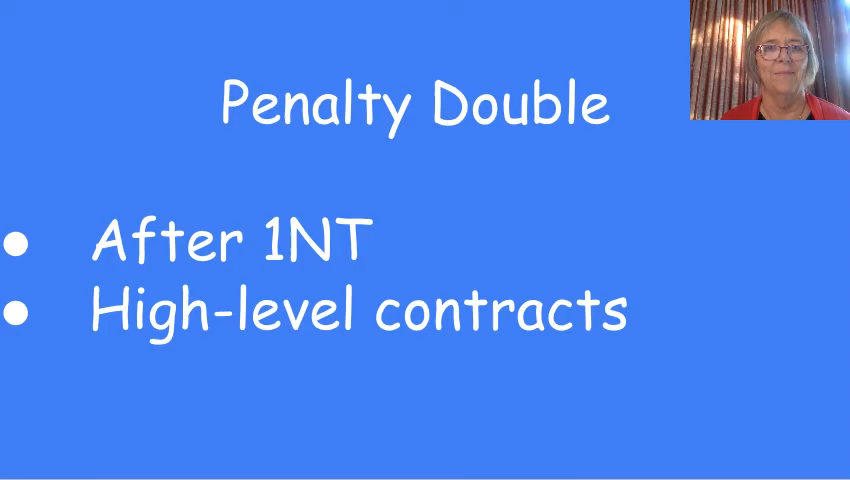 Penalty Double
● After 1NT
● High-level contracts